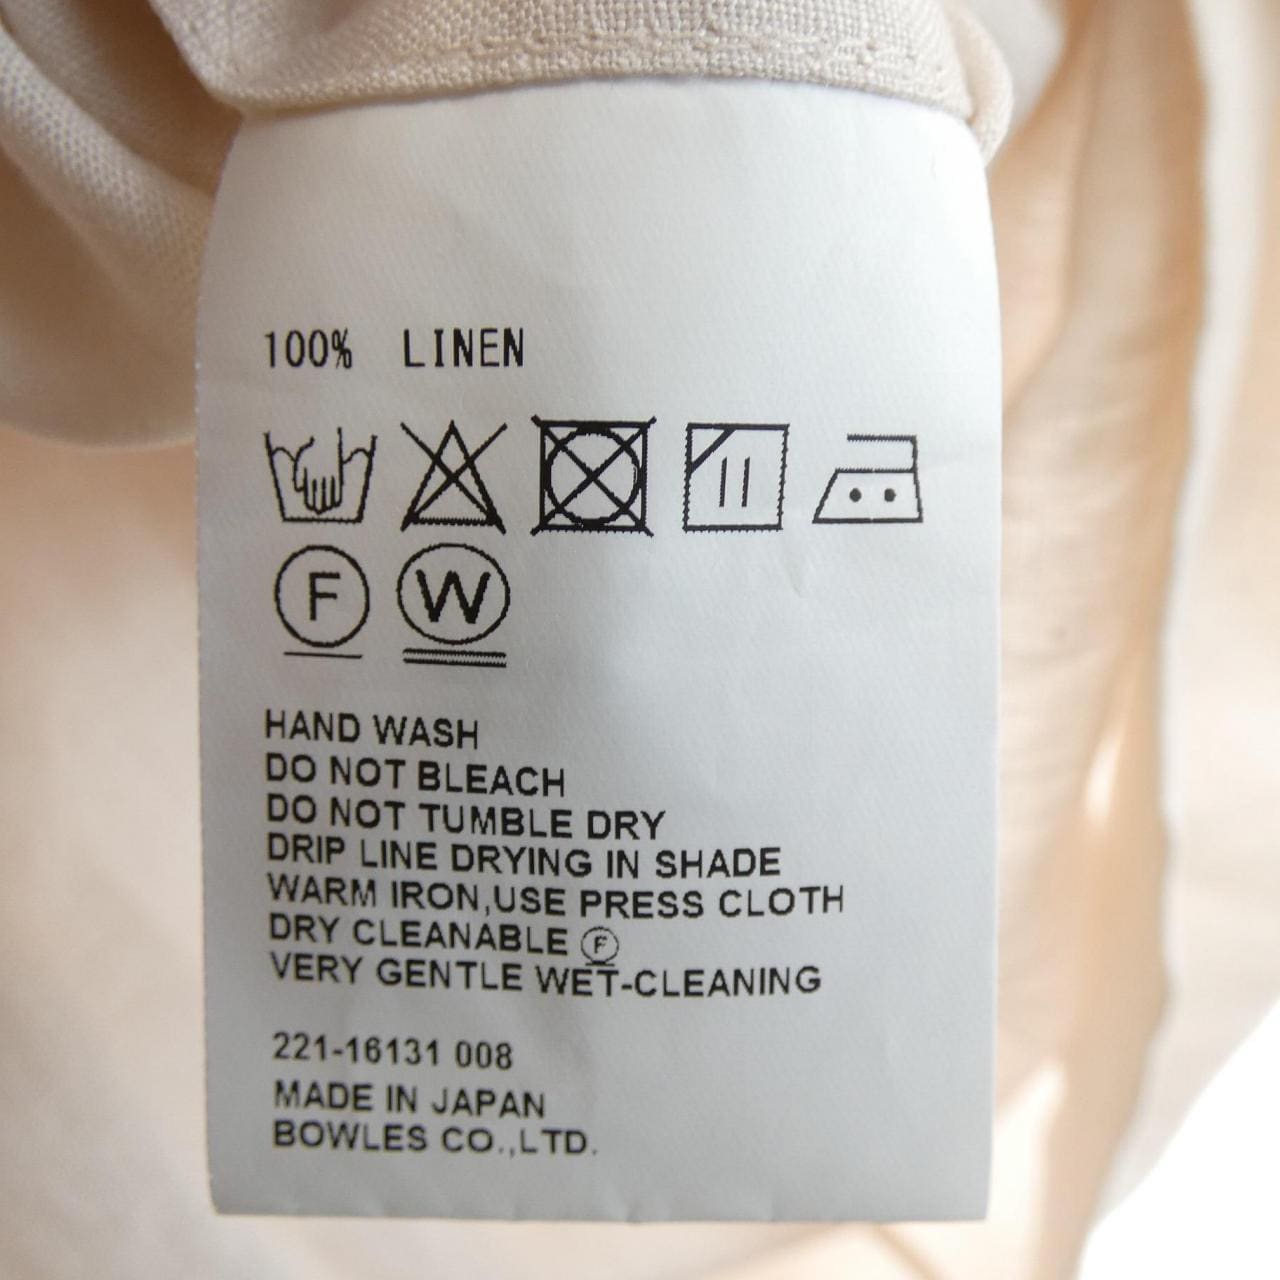 100% LINEN
F W
HAND WASH
DO NOT BLEACH
DO NOT TUMBLE DRY
DRIP LINE DRYING IN SHADE
WARM IRON,USE PRESS CLOTH
DRY CLEANABLE Ⓕ
VERY GENTLE WET-CLEANING
221-16131 008
MADE IN JAPAN
BOWLES CO.,LTD.